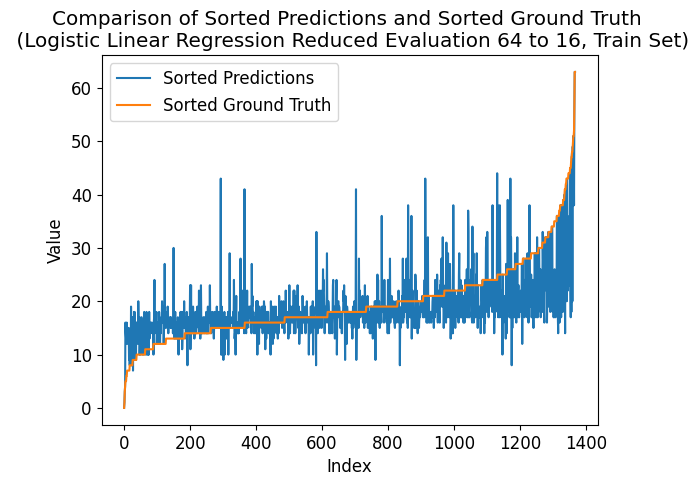 Comparison of Sorted Predictions and Sorted Ground Truth
(Logistic Linear Regression Reduced Evaluation 64 to 16, Train Set)
Sorted Predictions
Sorted Ground Truth
Value
60
50
40
30
20
10
0
0 200 400 600 800 1000 1200 1400
Index